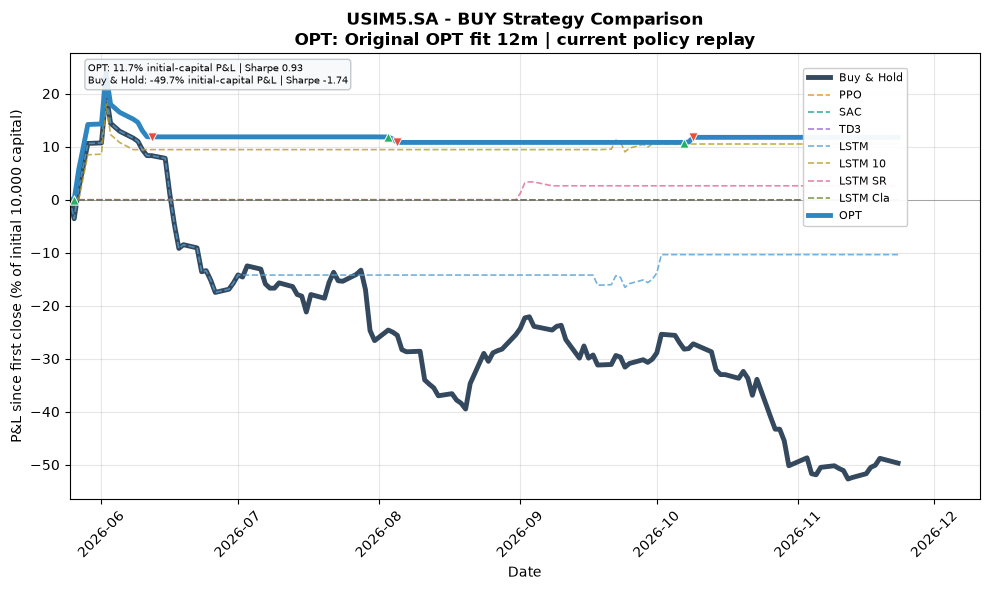 USIM5.SA - BUY Strategy Comparison
OPT: Original OPT fit 12m | current policy replay
OPT: 11.7% initial-capital P&L | Sharpe 0.93
Buy & Hold: -49.7% initial-capital P&L | Sharpe -1.74
Buy & Hold
PPO
SAC
TD3
LSTM
LSTM 10
LSTM SR
LSTM Cla
OPT
P&L since first close (% of initial 10,000 capital)
20
10
0
−10
−20
−30
−40
−50
2026-06
2026-07
2026-08
2026-09
2026-10
2026-11
2026-12
Date